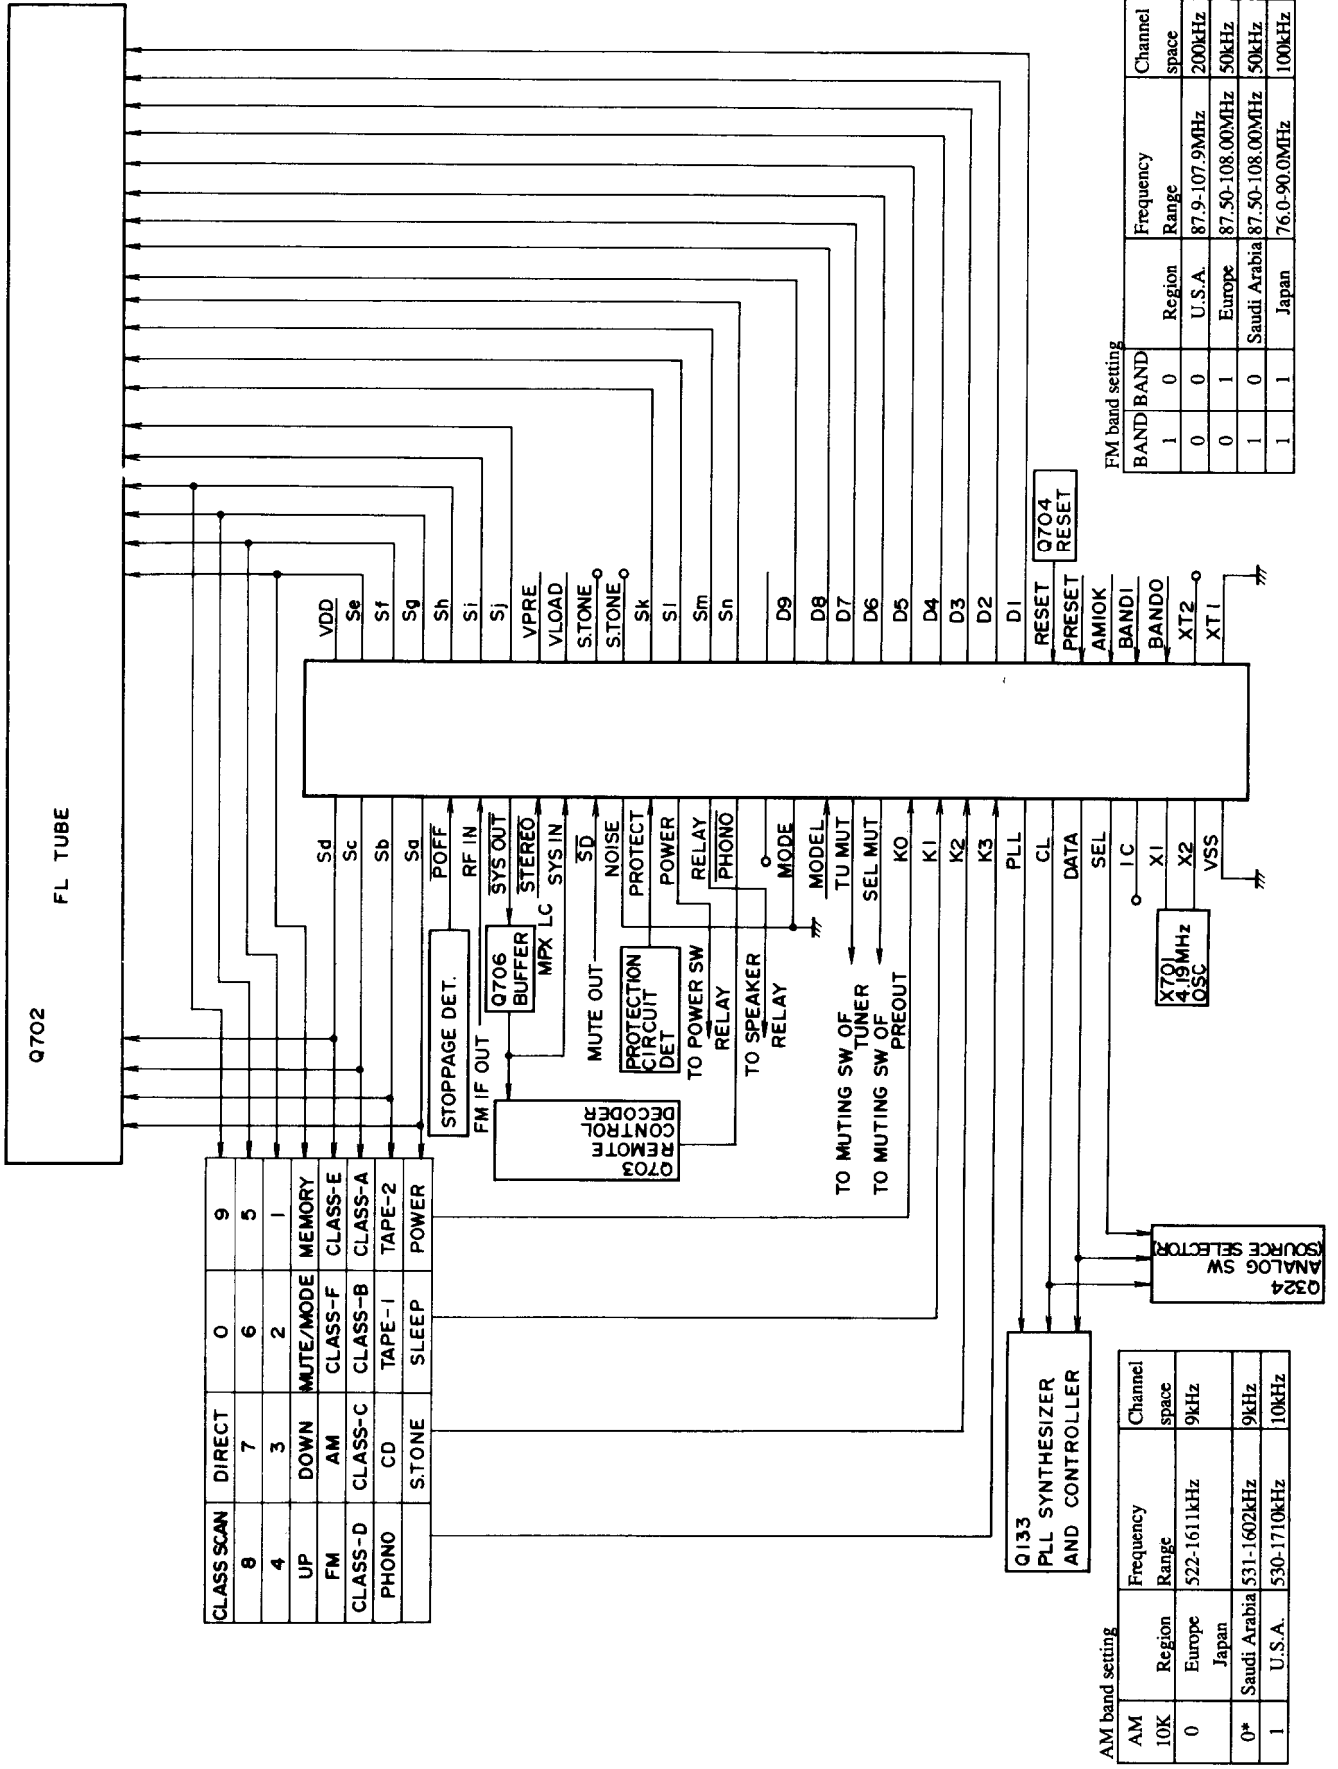 Q702
FL TUBE
CLASS SCAN DIRECT 0 9
8 7 6 5
4 3 2 1
UP DOWN MUTE/MODE MEMORY
FM AM CLASS-F CLASS-E
CLASS-D CLASS-C CLASS-B CLASS-A
PHONO CD TAPE-1 TAPE-2
S.TONE SLEEP POWER
STOPPAGE DET.
FM IF OUT
Q706
BUFFER
MPX LC
Q703
REMOTE
CONTROL
DECODER
MUTE OUT
PROTECTION
CIRCUIT
DET
TO POWER SW
RELAY
TO SPEAKER
RELAY
TO MUTING SW OF
TUNER
TO MUTING SW OF
PREOUT
Sd
Sc
Sb
Sa
POFF
RF IN
SYS OUT
STEREO
SYS IN
SD
NOISE
PROTECT
POWER
RELAY
PHONO
MODE
MODEL
TU MUT
SEL MUT
K0
K1
K2
K3
PLL
CL
DATA
SEL
IC
X1
X2
VSS
X701
4.19MHz
OSC
VDD
Se
Sf
Sg
Sh
Si
Sj
VPRE
VLOAD
S.TONE
S.TONE
Sk
Sl
Sm
Sn
D9
D8
D7
D6
D5
D4
D3
D2
D1
RESET
PRESET
AMIOK
BAND1
BAND0
XT2
XT1
Q704
RESET
Q133
PLL SYNTHESIZER
AND CONTROLLER
Q324
ANALOG SW
(SOURCE SELECTOR)
AM band setting
AM Frequency Channel
10K Region Range space
0 Europe 522-1611kHz 9kHz
Japan
0* Saudi Arabia 531-1602kHz 9kHz
1 U.S.A. 530-1710kHz 10kHz
FM band setting
BAND BAND Frequency Channel
1 0 Region Range space
0 0 U.S.A. 87.9-107.9MHz 200kHz
0 1 Europe 87.50-108.00MHz 50kHz
1 0 Saudi Arabia 87.50-108.00MHz 50kHz
1 1 Japan 76.0-90.0MHz 100kHz